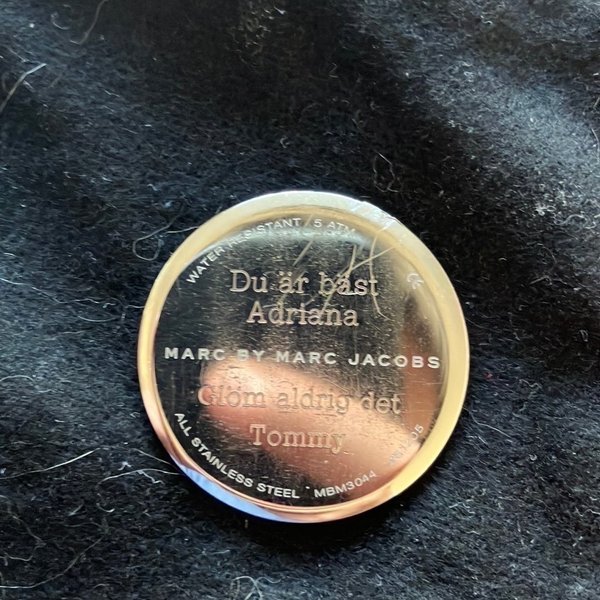 WATER RESISTANT / 5 ATM
CE
Du är bäst
Adriana
MARC BY MARC JACOBS
Glöm aldrig det
Tommy
ALL STAINLESS STEEL * MBM3044